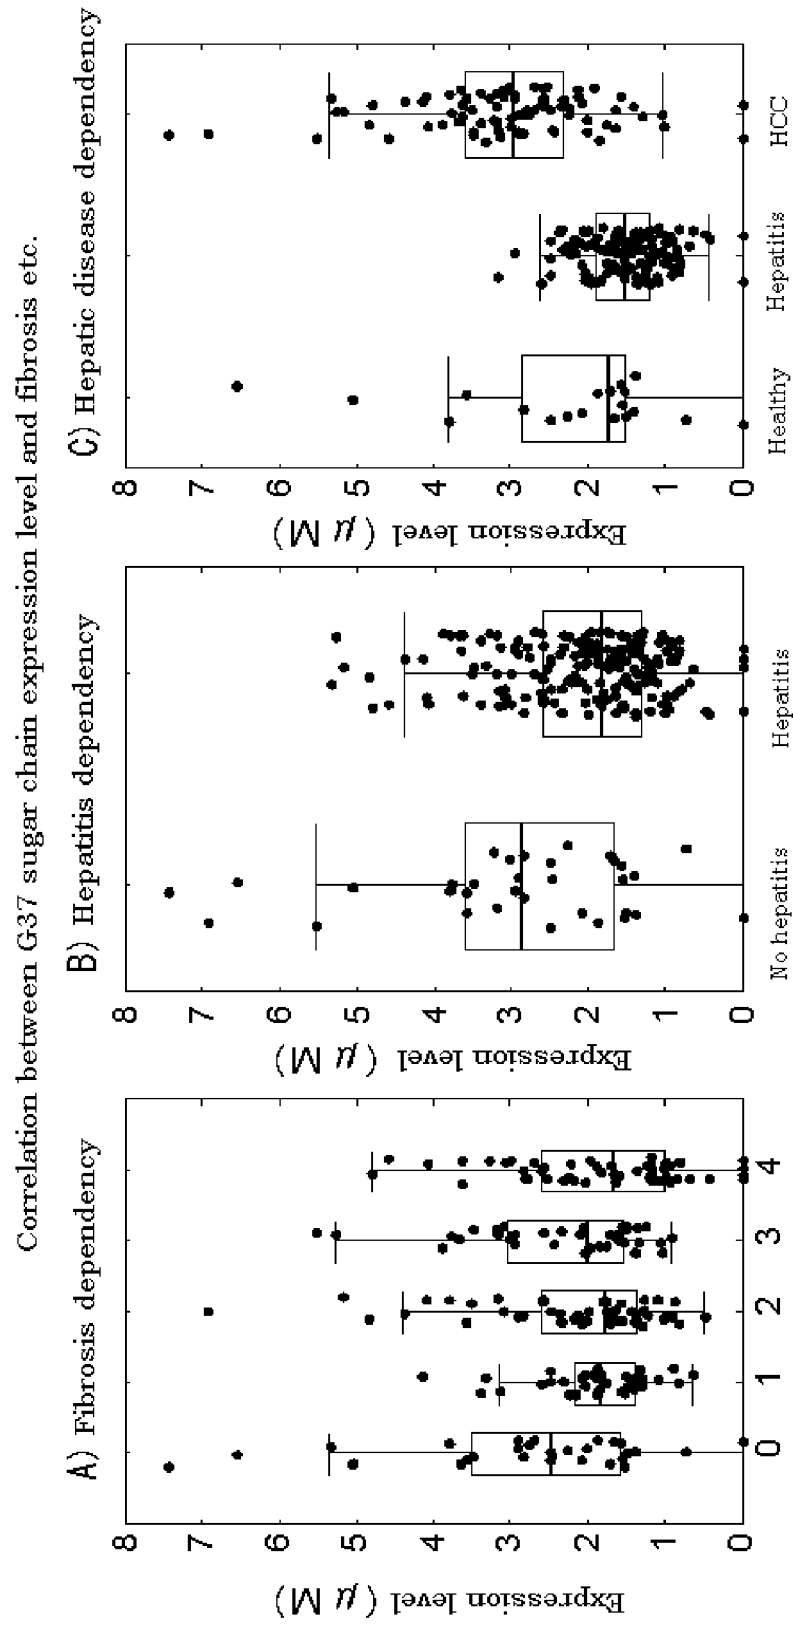 Correlation between G37 sugar chain expression level and fibrosis etc.
A) Fibrosis dependency
Expression level ( μ M)
8
7
6
5
4
3
2
1
0
0 1 2 3 4
B) Hepatitis dependency
Expression level ( μ M)
8
7
6
5
4
3
2
1
0
No hepatitis Hepatitis
C) Hepatic disease dependency
Expression level ( μ M)
8
7
6
5
4
3
2
1
0
Healthy Hepatitis HCC